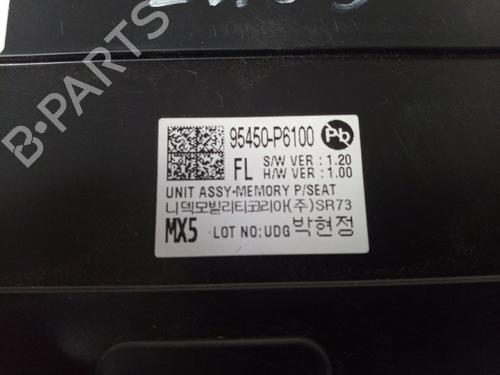 95450-P6100 Pb
FL S/W VER : 1.20
H/W VER : 1.00
UNIT ASSY-MEMORY P/SEAT
니덱모빌리티코리아(주)SR73
MX5 LOT NO:UDG 박현정
B-PARTS